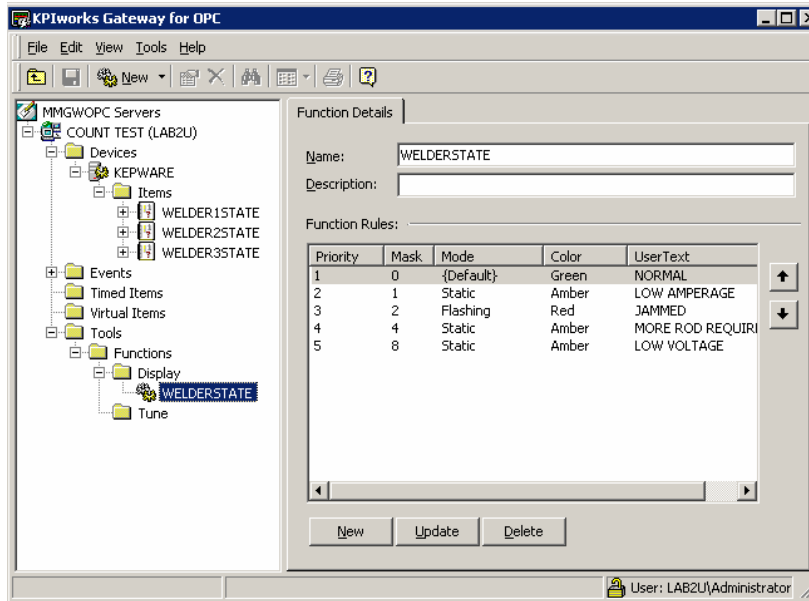 KPIworks Gateway for OPC
File Edit View Tools Help
New
MMGWOPC Servers
COUNT TEST (LAB2U)
Devices
KEPWARE
Items
WELDER1STATE
WELDER2STATE
WELDER3STATE
Events
Timed Items
Virtual Items
Tools
Functions
Display
WELDERSTATE
Tune
Function Details
Name: WELDERSTATE
Description:
Function Rules:
Priority Mask Mode Color UserText
1 0 {Default} Green NORMAL
2 1 Static Amber LOW AMPERAGE
3 2 Flashing Red JAMMED
4 4 Static Amber MORE ROD REQUIRI
5 8 Static Amber LOW VOLTAGE
New Update Delete
User: LAB2U\Administrator